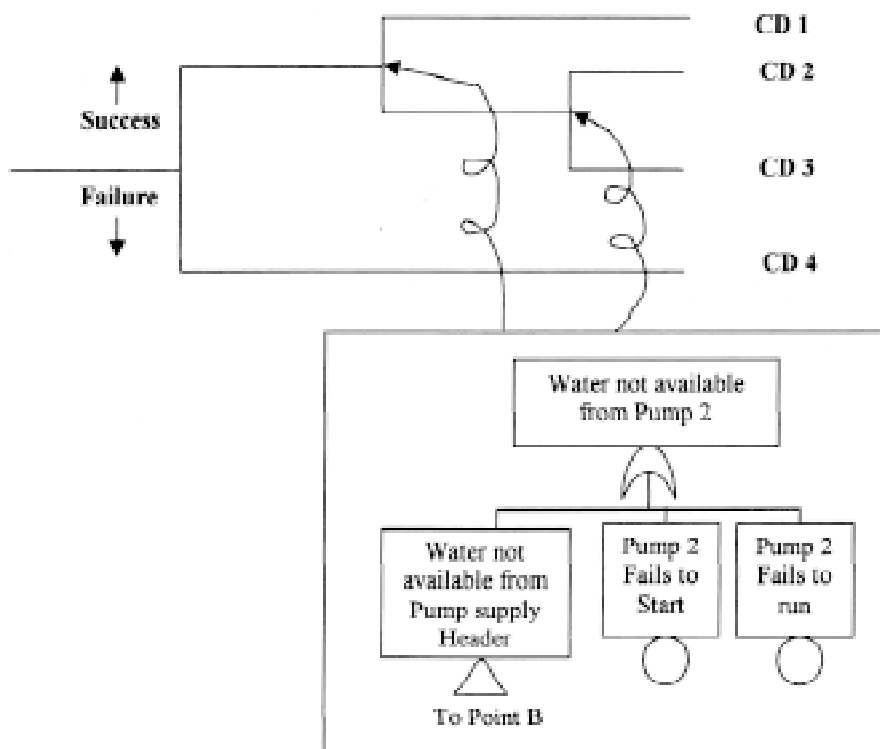 CD 1
CD 2
Success
CD 3
Failure
CD 4
Water not available
from Pump 2
Water not
available from
Pump supply
Header
Pump 2
Fails to
Start
Pump 2
Fails to
run
To Point B